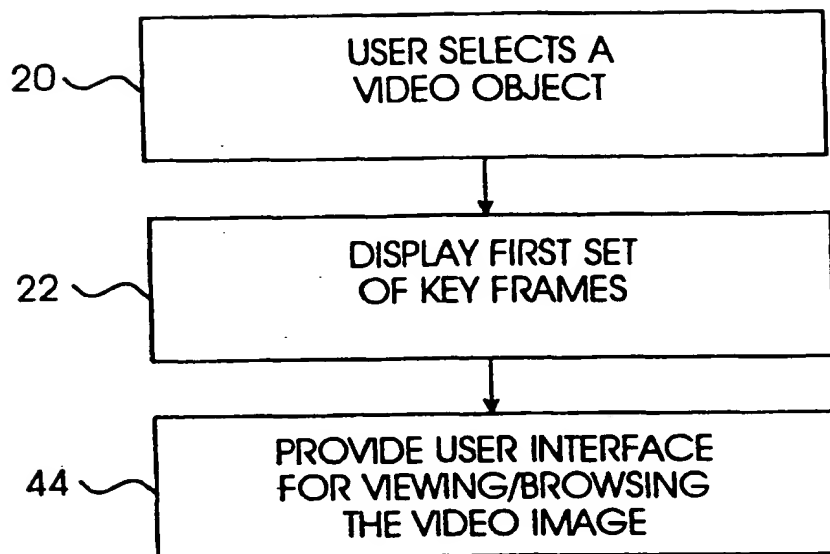 20
USER SELECTS A
VIDEO OBJECT
22
DISPLAY FIRST SET
OF KEY FRAMES
44
PROVIDE USER INTERFACE
FOR VIEWING/BROWSING
THE VIDEO IMAGE